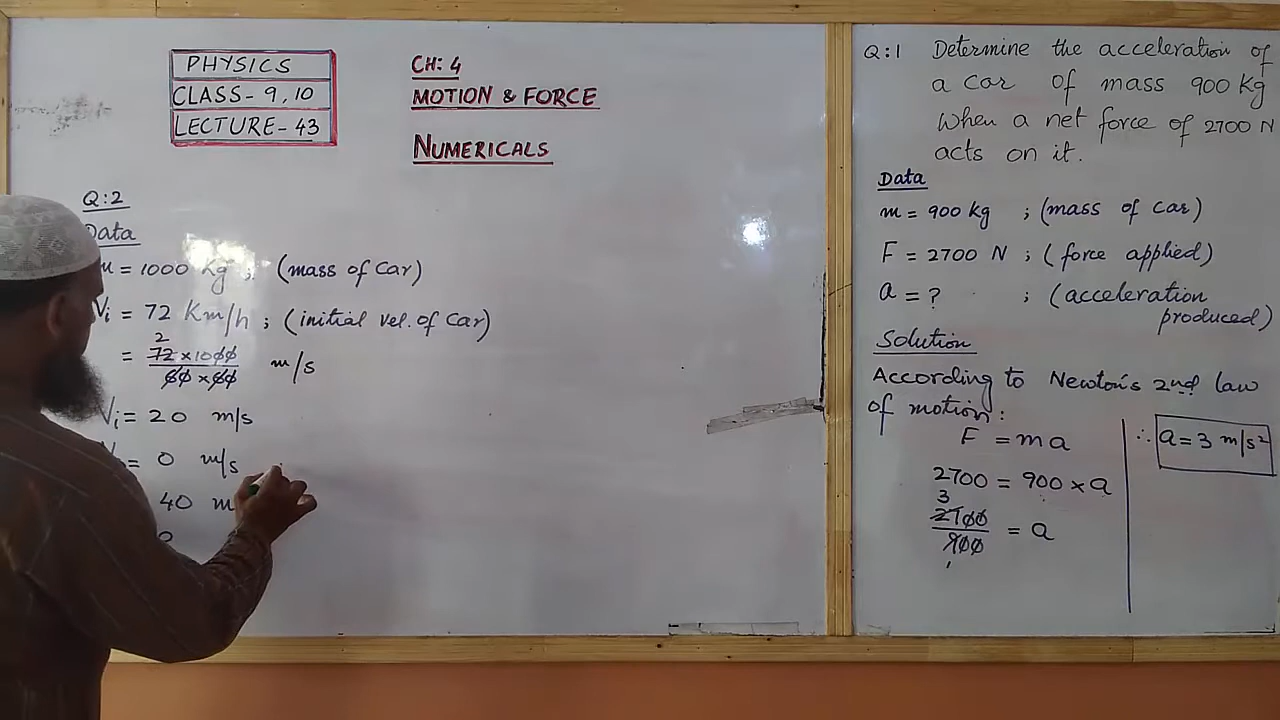 PHYSICS
CLASS - 9, 10
LECTURE - 43
CH: 4
MOTION & FORCE
NUMERICALS
Q:2
Data
= 1000 Kg ; (mass of Car)
Vi = 72 Km/h ; (initial vel. of Car)
2
= 72 × 1000 m/s
60 × 60
Vi = 20 m/s
= 0 m/s
40 m
Q:1 Determine the acceleration of
a car of mass 900 Kg
When a net force of 2700 N
acts on it.
Data
m = 900 kg ; (mass of car)
F = 2700 N ; (force applied)
a = ? ; (acceleration
produced)
Solution
According to Newton's 2nd law
of motion:
F = ma
2700 = 900 × a
3
2700 = a
900
1
∴ a = 3 m/s²